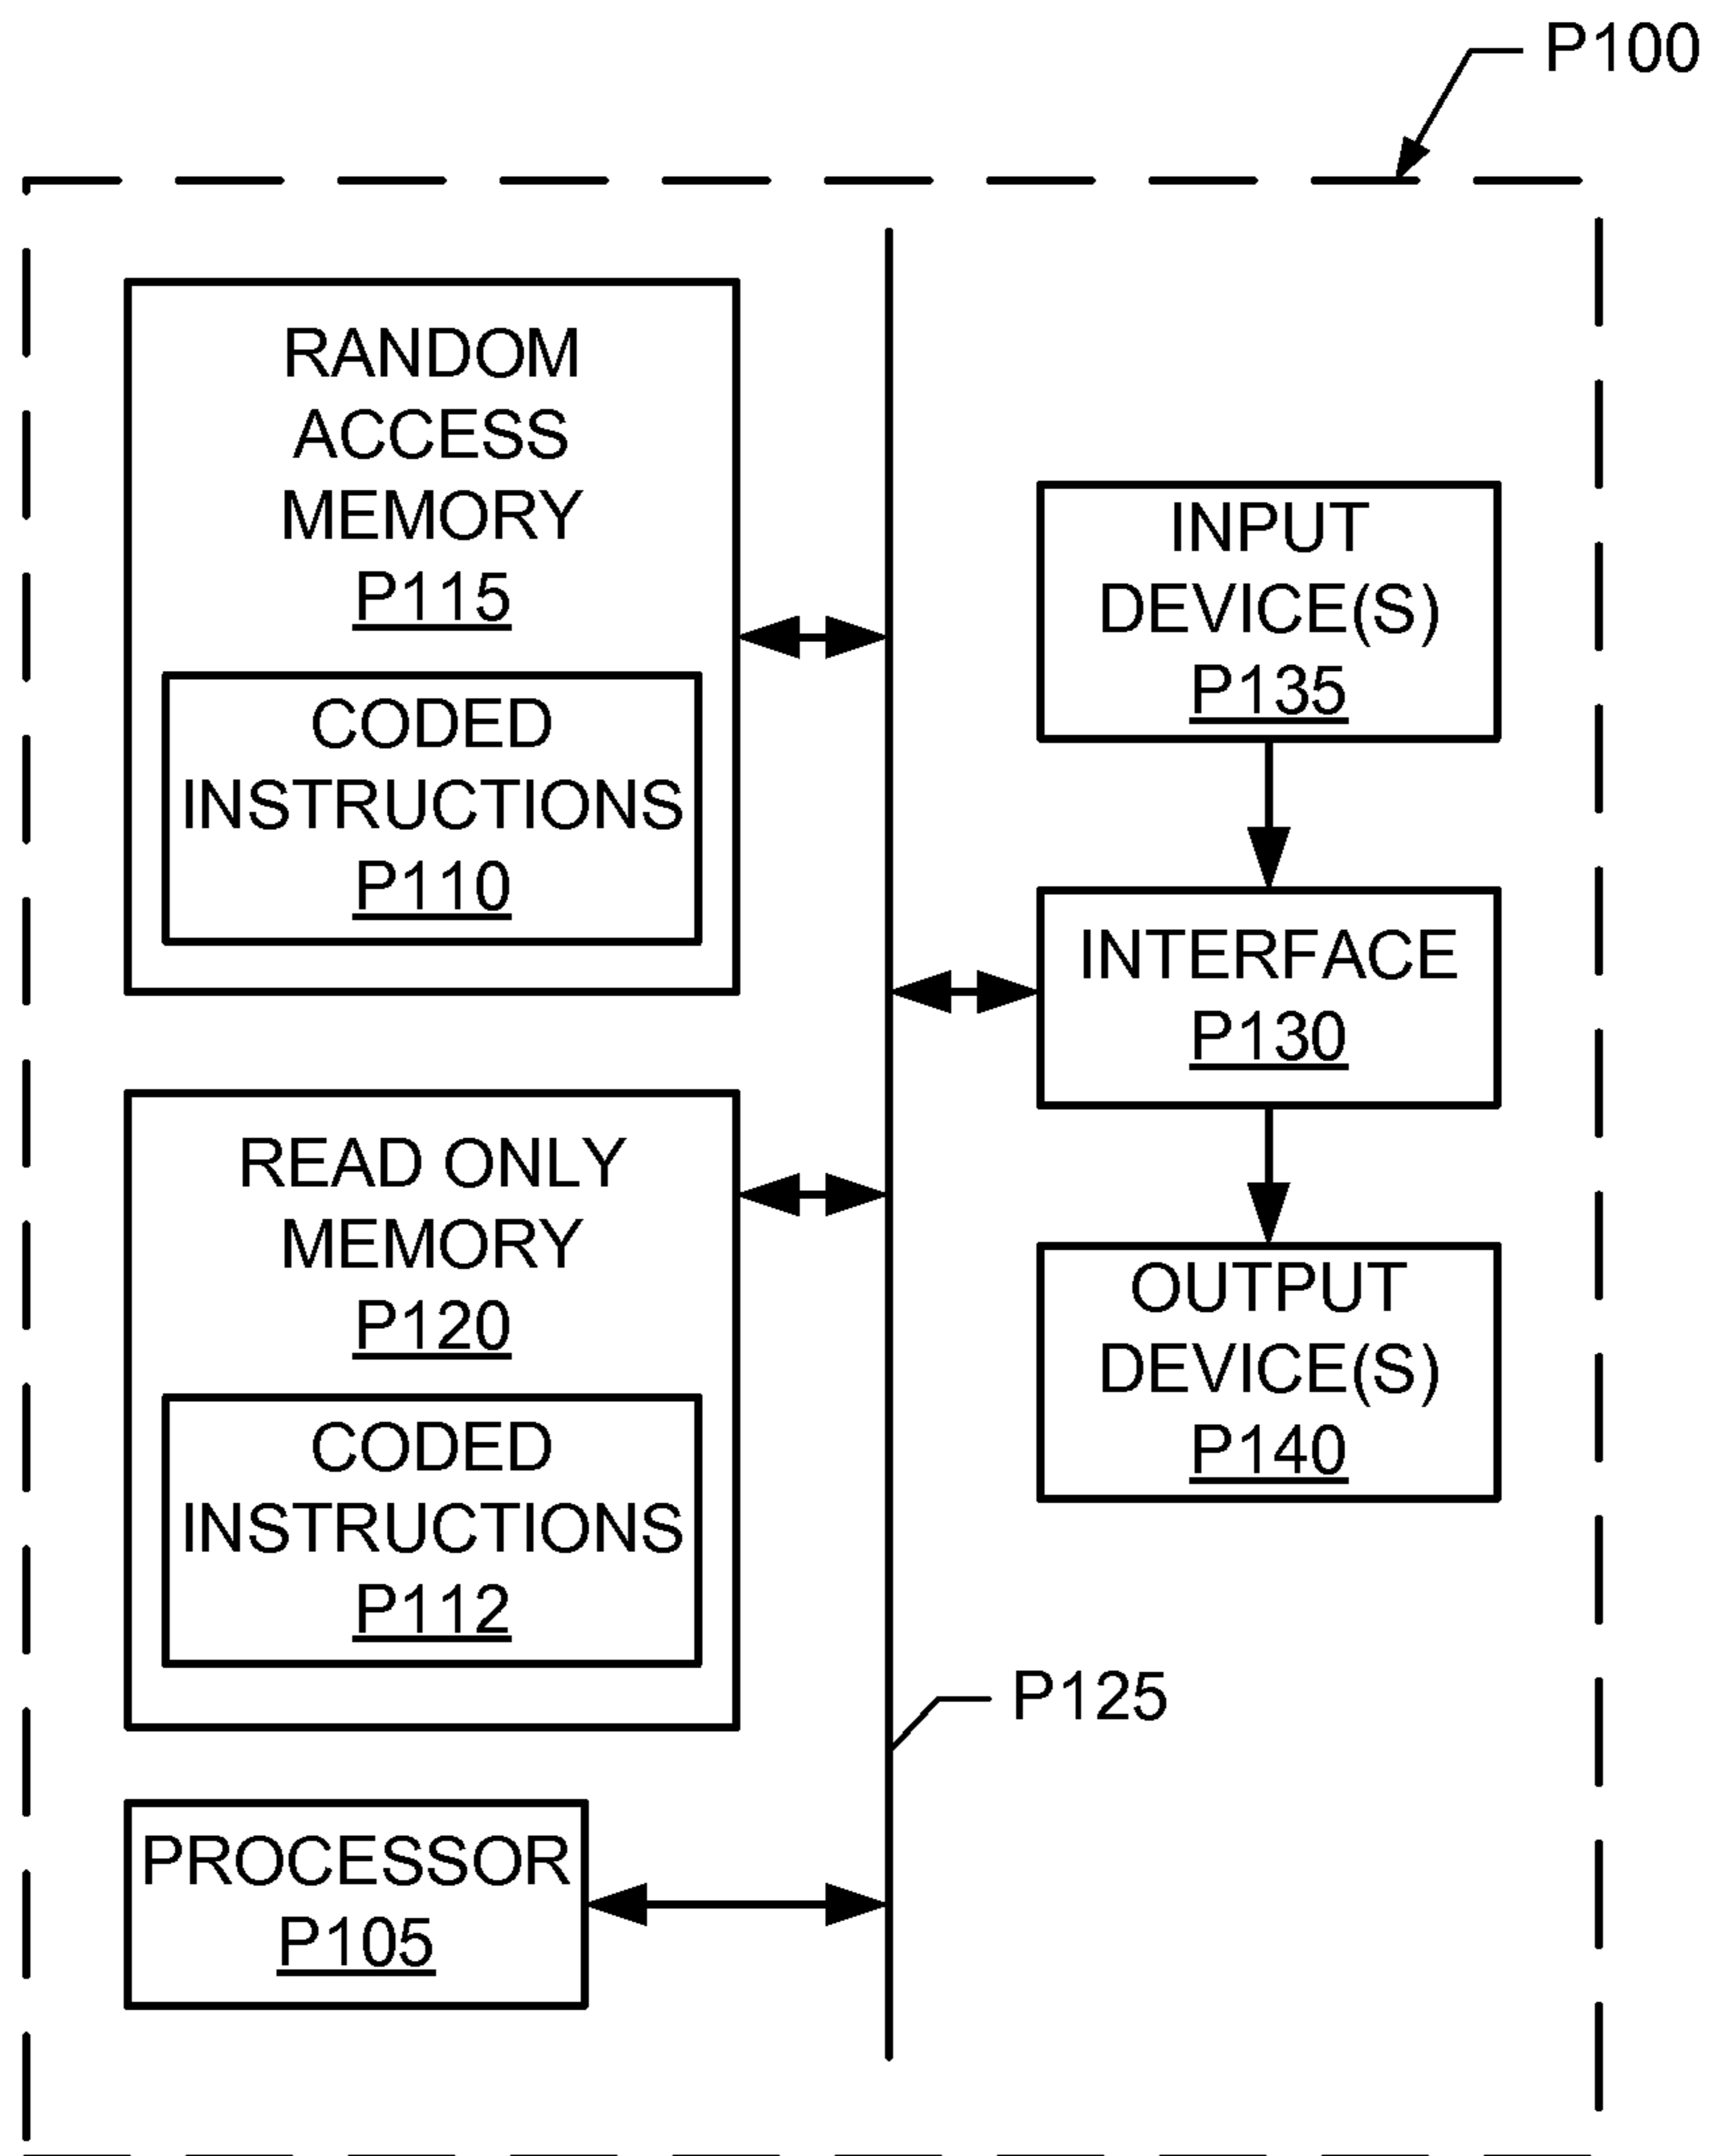 P100
RANDOM
ACCESS
MEMORY
P115
CODED
INSTRUCTIONS
P110
READ ONLY
MEMORY
P120
CODED
INSTRUCTIONS
P112
PROCESSOR
P105
INPUT
DEVICE(S)
P135
INTERFACE
P130
OUTPUT
DEVICE(S)
P140
P125